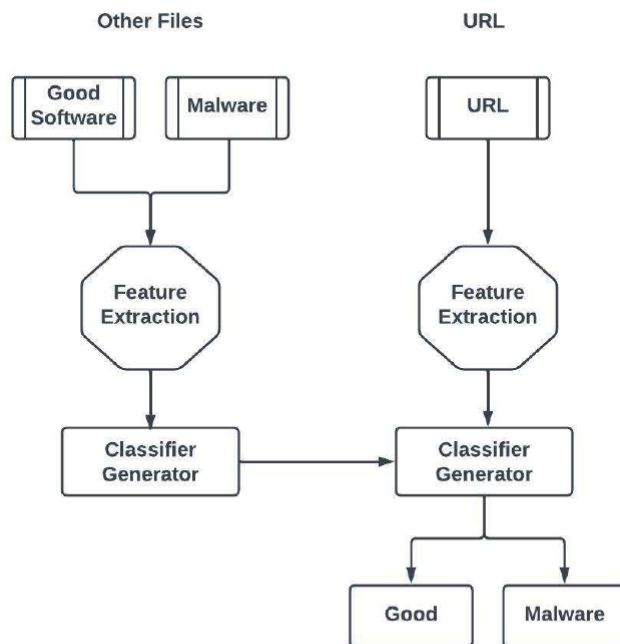 Other Files
URL
Good
Software
Malware
URL
Feature
Extraction
Feature
Extraction
Classifier
Generator
Classifier
Generator
Good
Malware